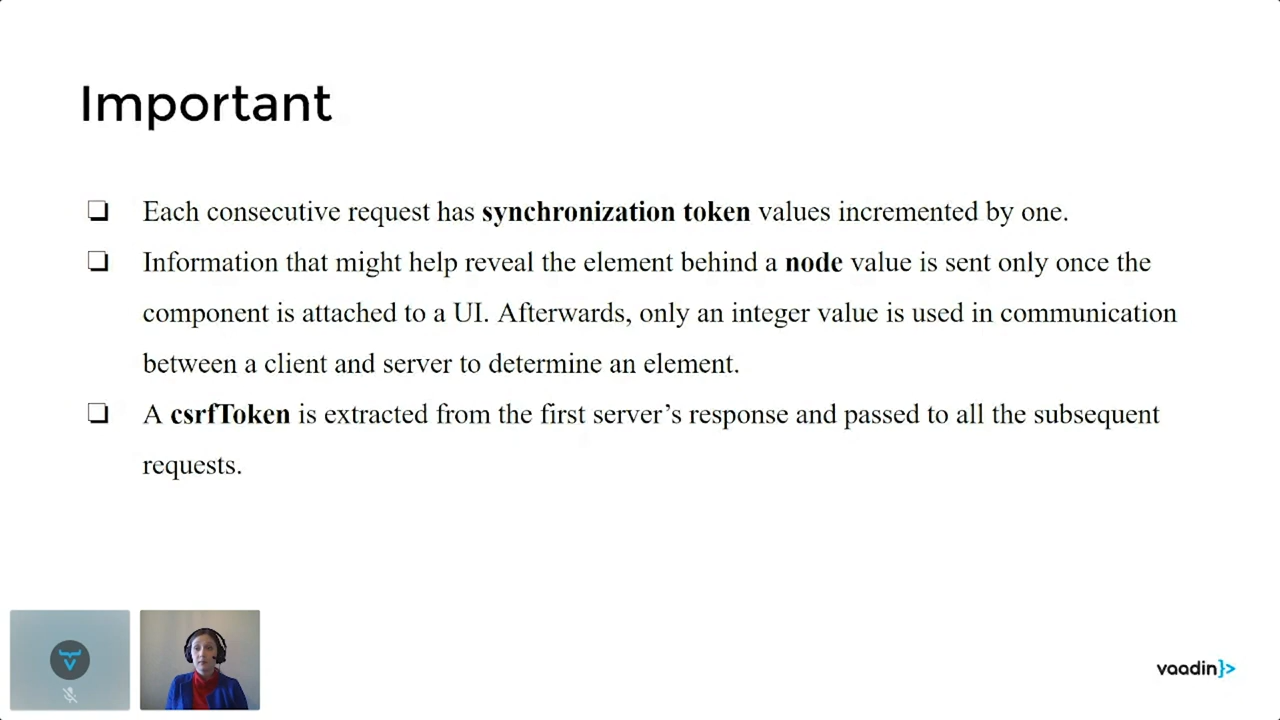 Important
❏ Each consecutive request has synchronization token values incremented by one.
❏ Information that might help reveal the element behind a node value is sent only once the
component is attached to a UI. Afterwards, only an integer value is used in communication
between a client and server to determine an element.
❏ A csrfToken is extracted from the first server’s response and passed to all the subsequent
requests.
vaadin}>